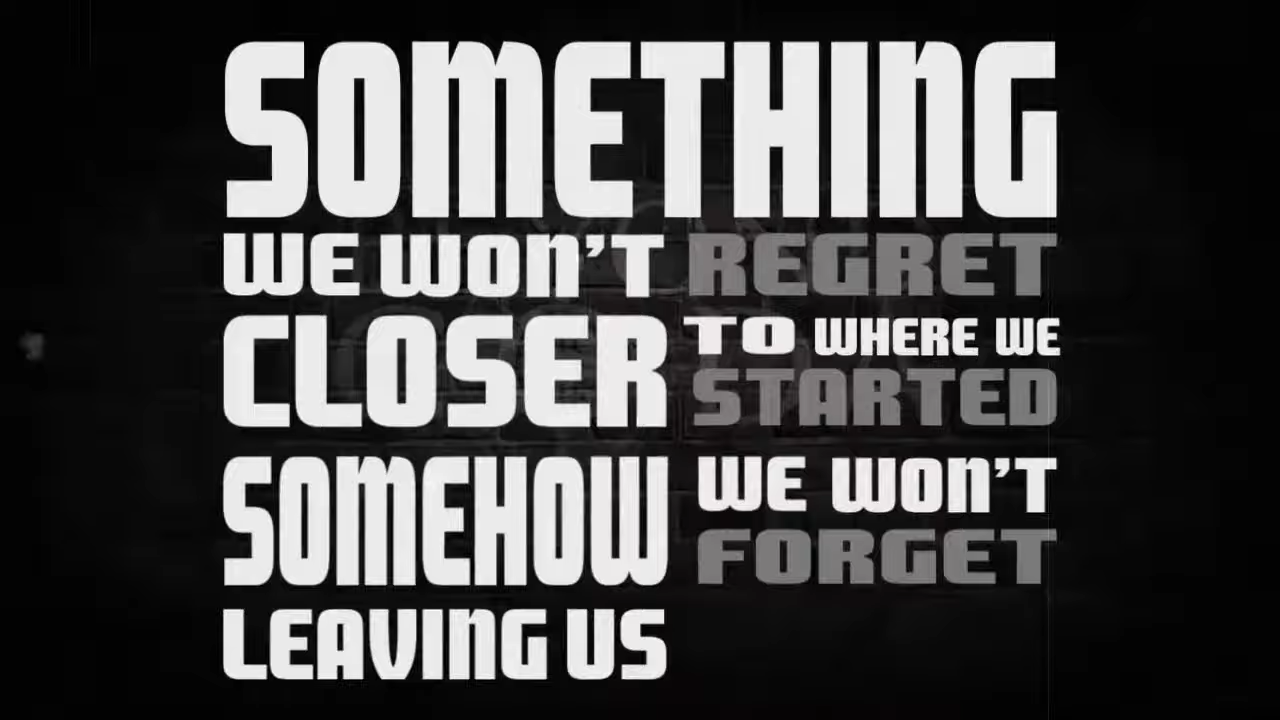 SOMETHING
WE WON'T REGRET
CLOSER TO WHERE WE
STARTED
SOMEHOW WE WON'T
FORGET
LEAVING US